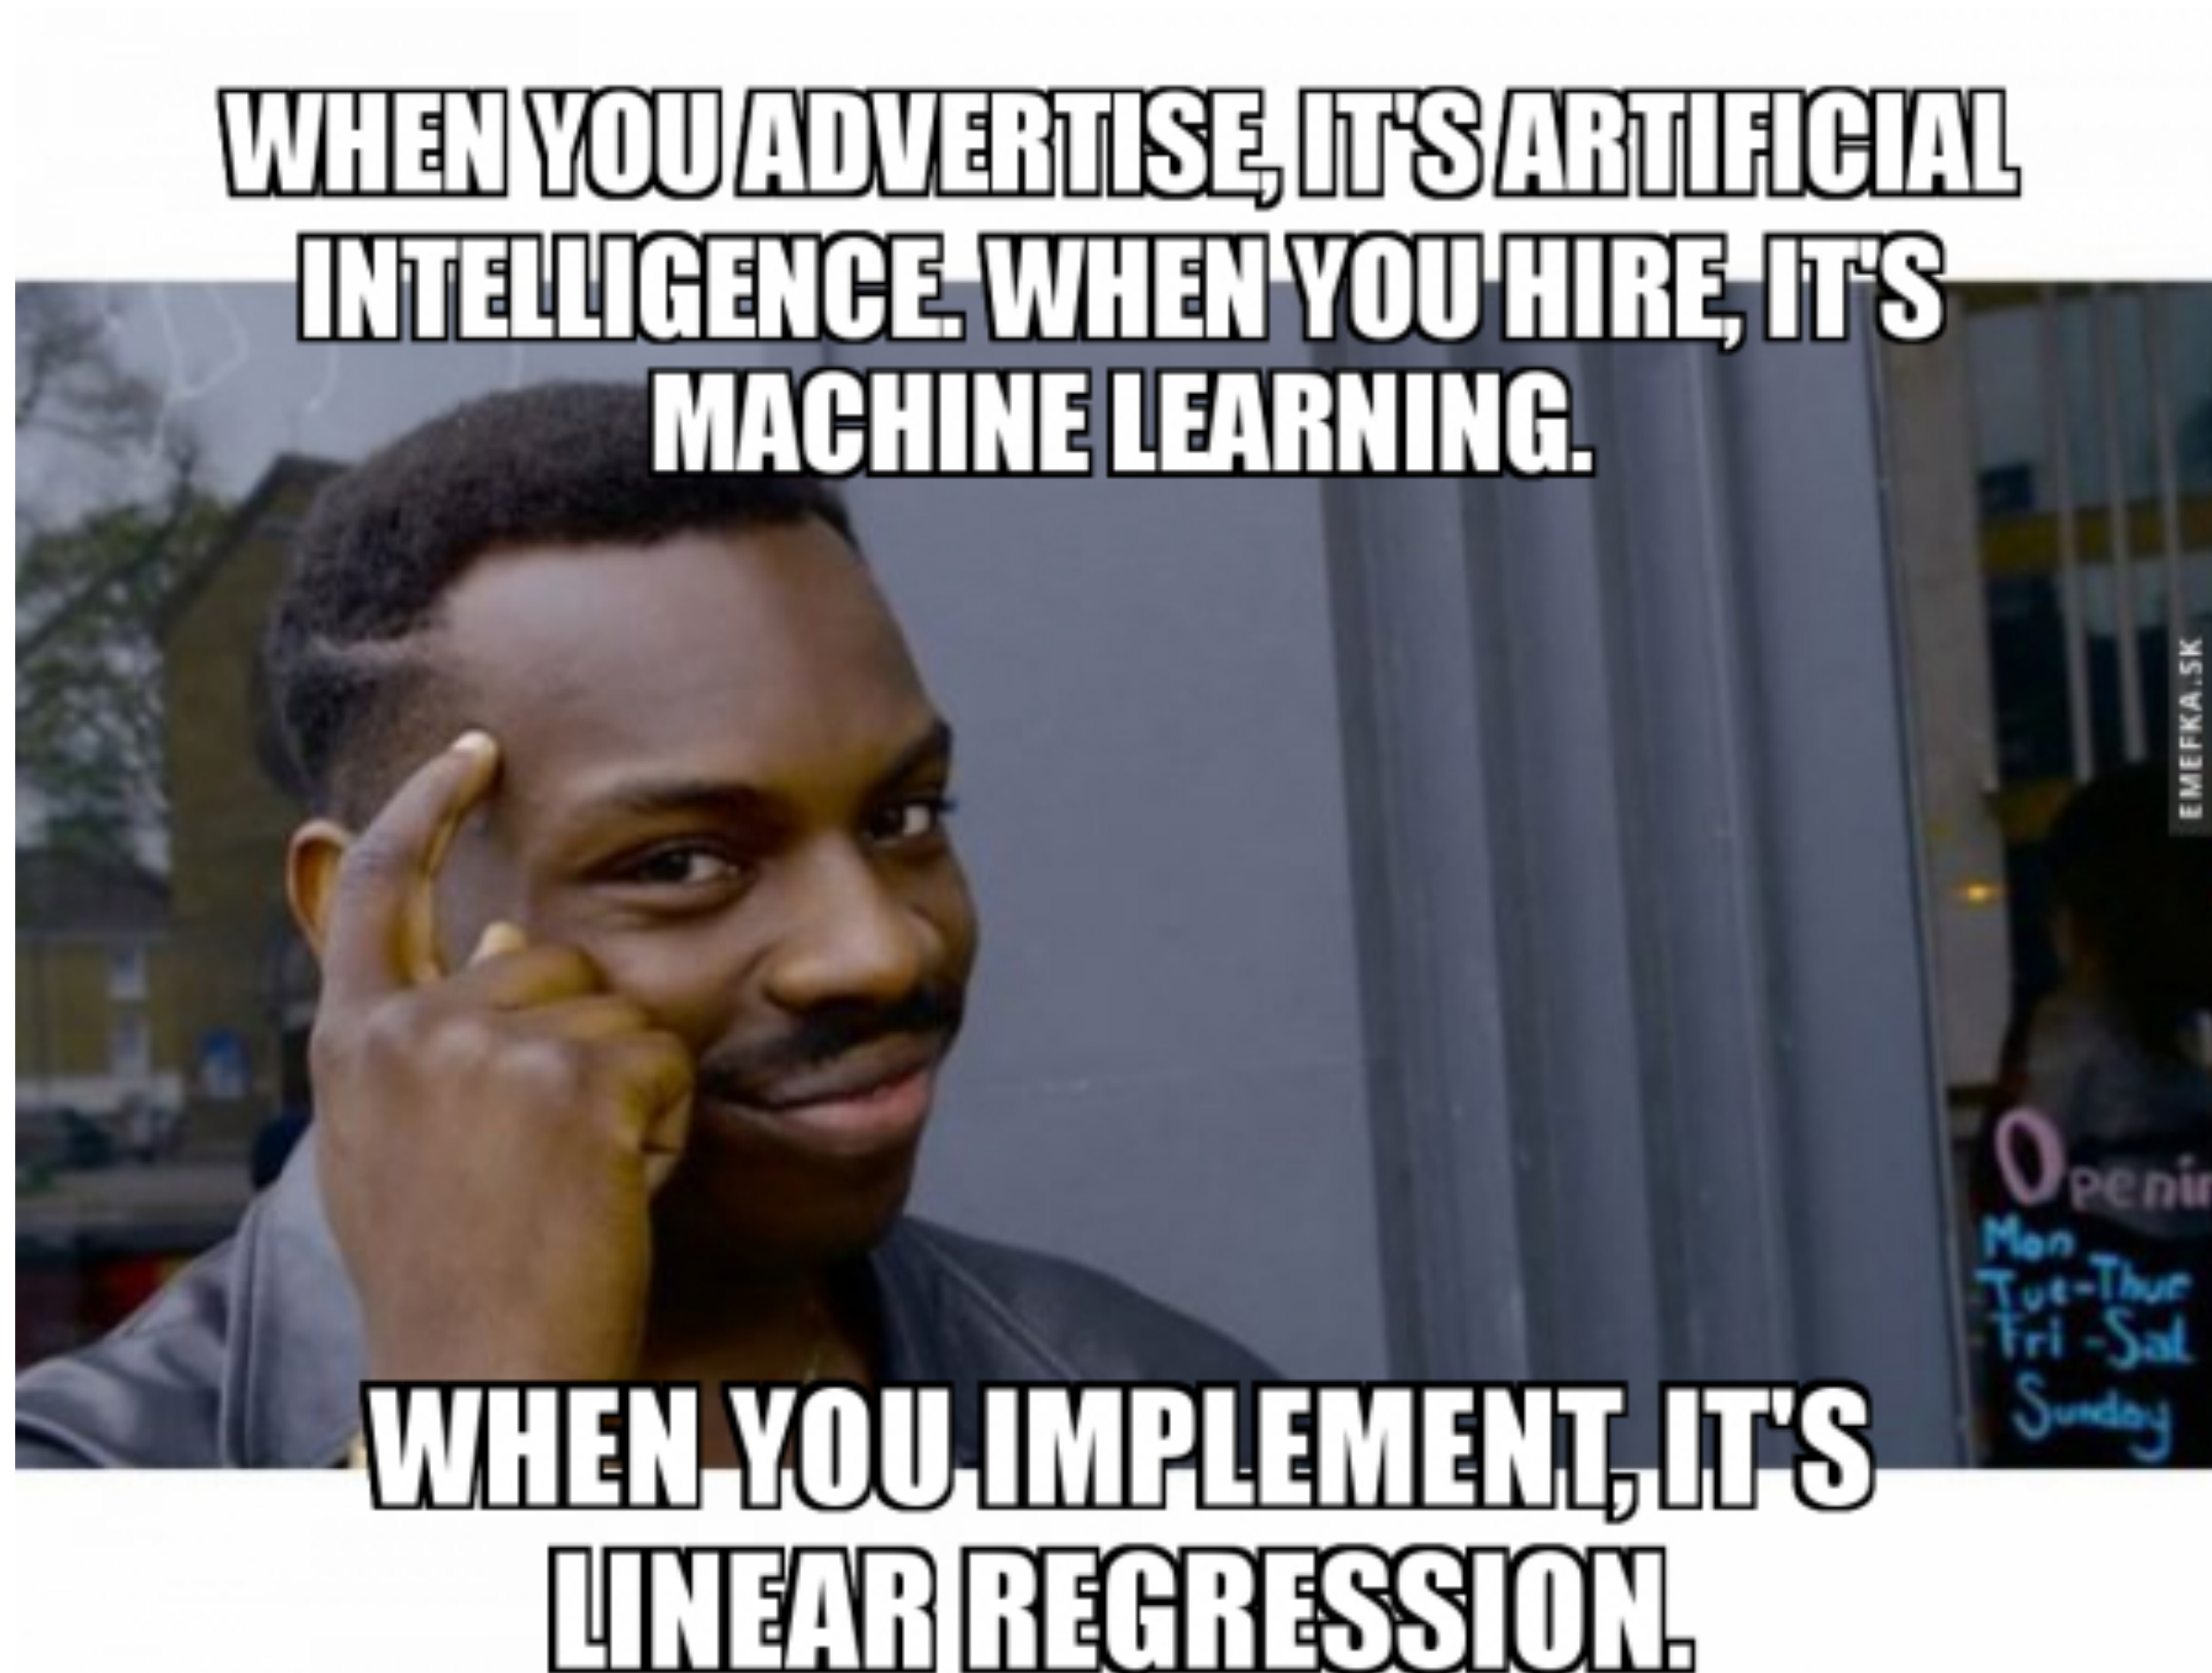 WHEN YOU ADVERTISE, IT'S ARTIFICIAL
INTELLIGENCE. WHEN YOU HIRE, IT'S
MACHINE LEARNING.
EMEFKA.SK
Openin
Mon
Tue-Thur
Fri-Sat
Sunday
WHEN YOU IMPLEMENT, IT'S
LINEAR REGRESSION.